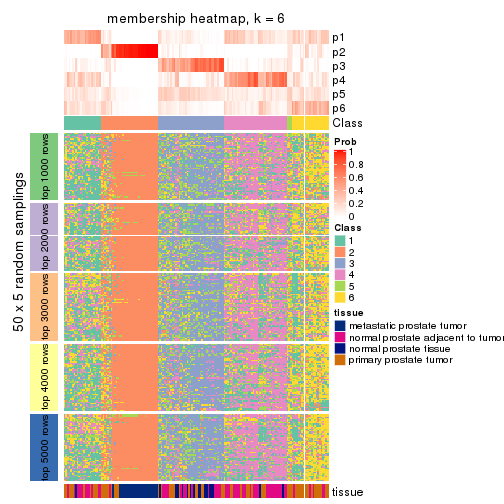 membership heatmap, k = 6
p1
p2
p3
p4
p5
p6
Class
50 x 5 random samplings
top 1000 rows
top 2000 rows
top 3000 rows
top 4000 rows
top 5000 rows
Prob
1
0.8
0.6
0.4
0.2
0
Class
1
2
3
4
5
6
tissue
metastatic prostate tumor
normal prostate adjacent to tumor
normal prostate tissue
primary prostate tumor
tissue